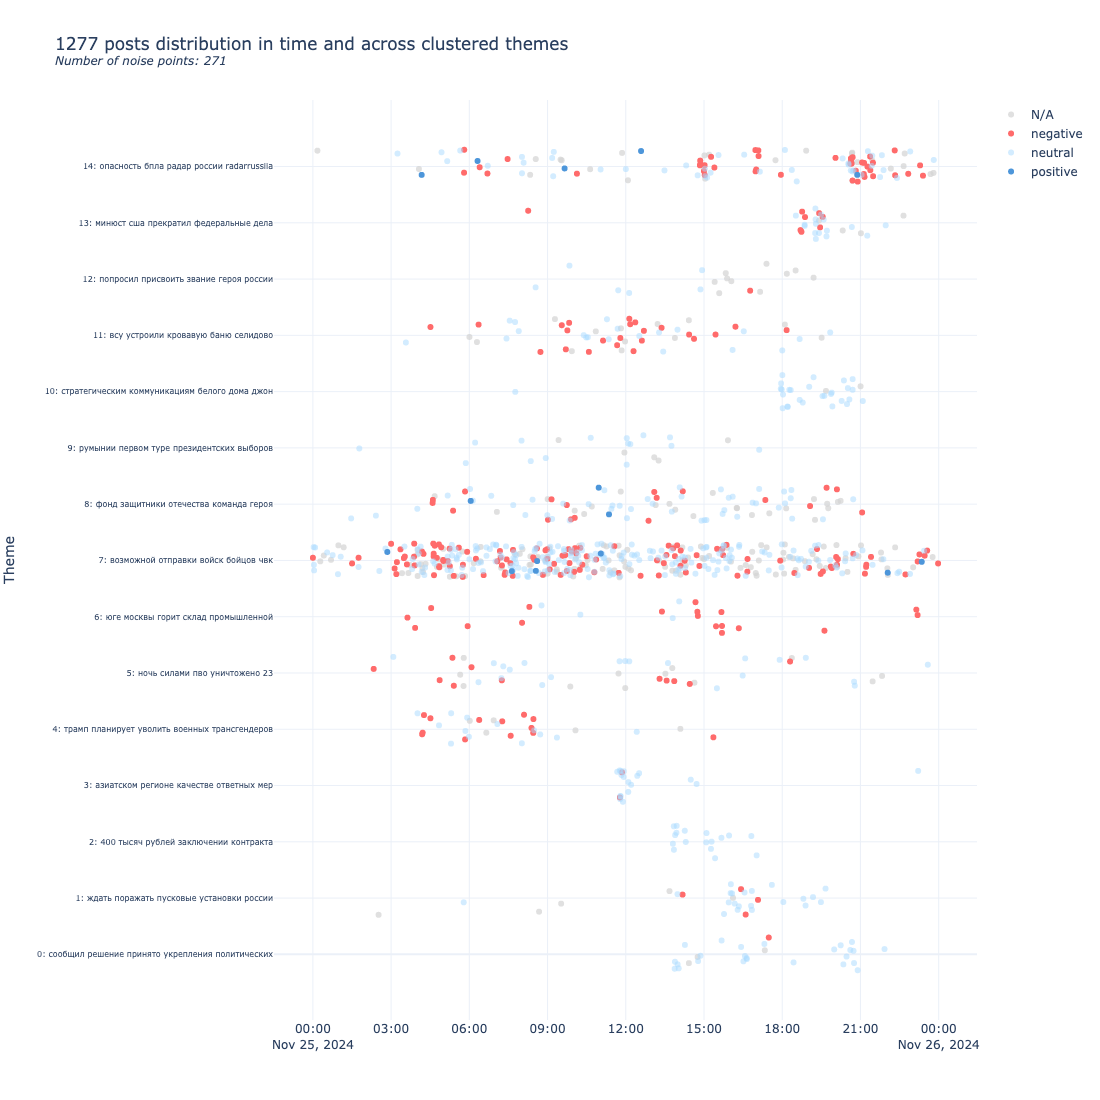 1277 posts distribution in time and across clustered themes
Number of noise points: 271
N/A
negative
neutral
positive
Theme
14: опасность бпла радар россии radarrussiia
13: минюст сша прекратил федеральные дела
12: попросил присвоить звание героя россии
11: всу устроили кровавую баню селидово
10: стратегическим коммуникациям белого дома джон
9: румынии первом туре президентских выборов
8: фонд защитники отечества команда героя
7: возможной отправки войск бойцов чвк
6: юге москвы горит склад промышленной
5: ночь силами пво уничтожено 23
4: трамп планирует уволить военных трансгендеров
3: азиатском регионе качестве ответных мер
2: 400 тысяч рублей заключении контракта
1: ждать поражать пусковые установки россии
0: сообщил решение принято укрепления политических
00:00 03:00 06:00 09:00 12:00 15:00 18:00 21:00 00:00
Nov 25, 2024 Nov 26, 2024